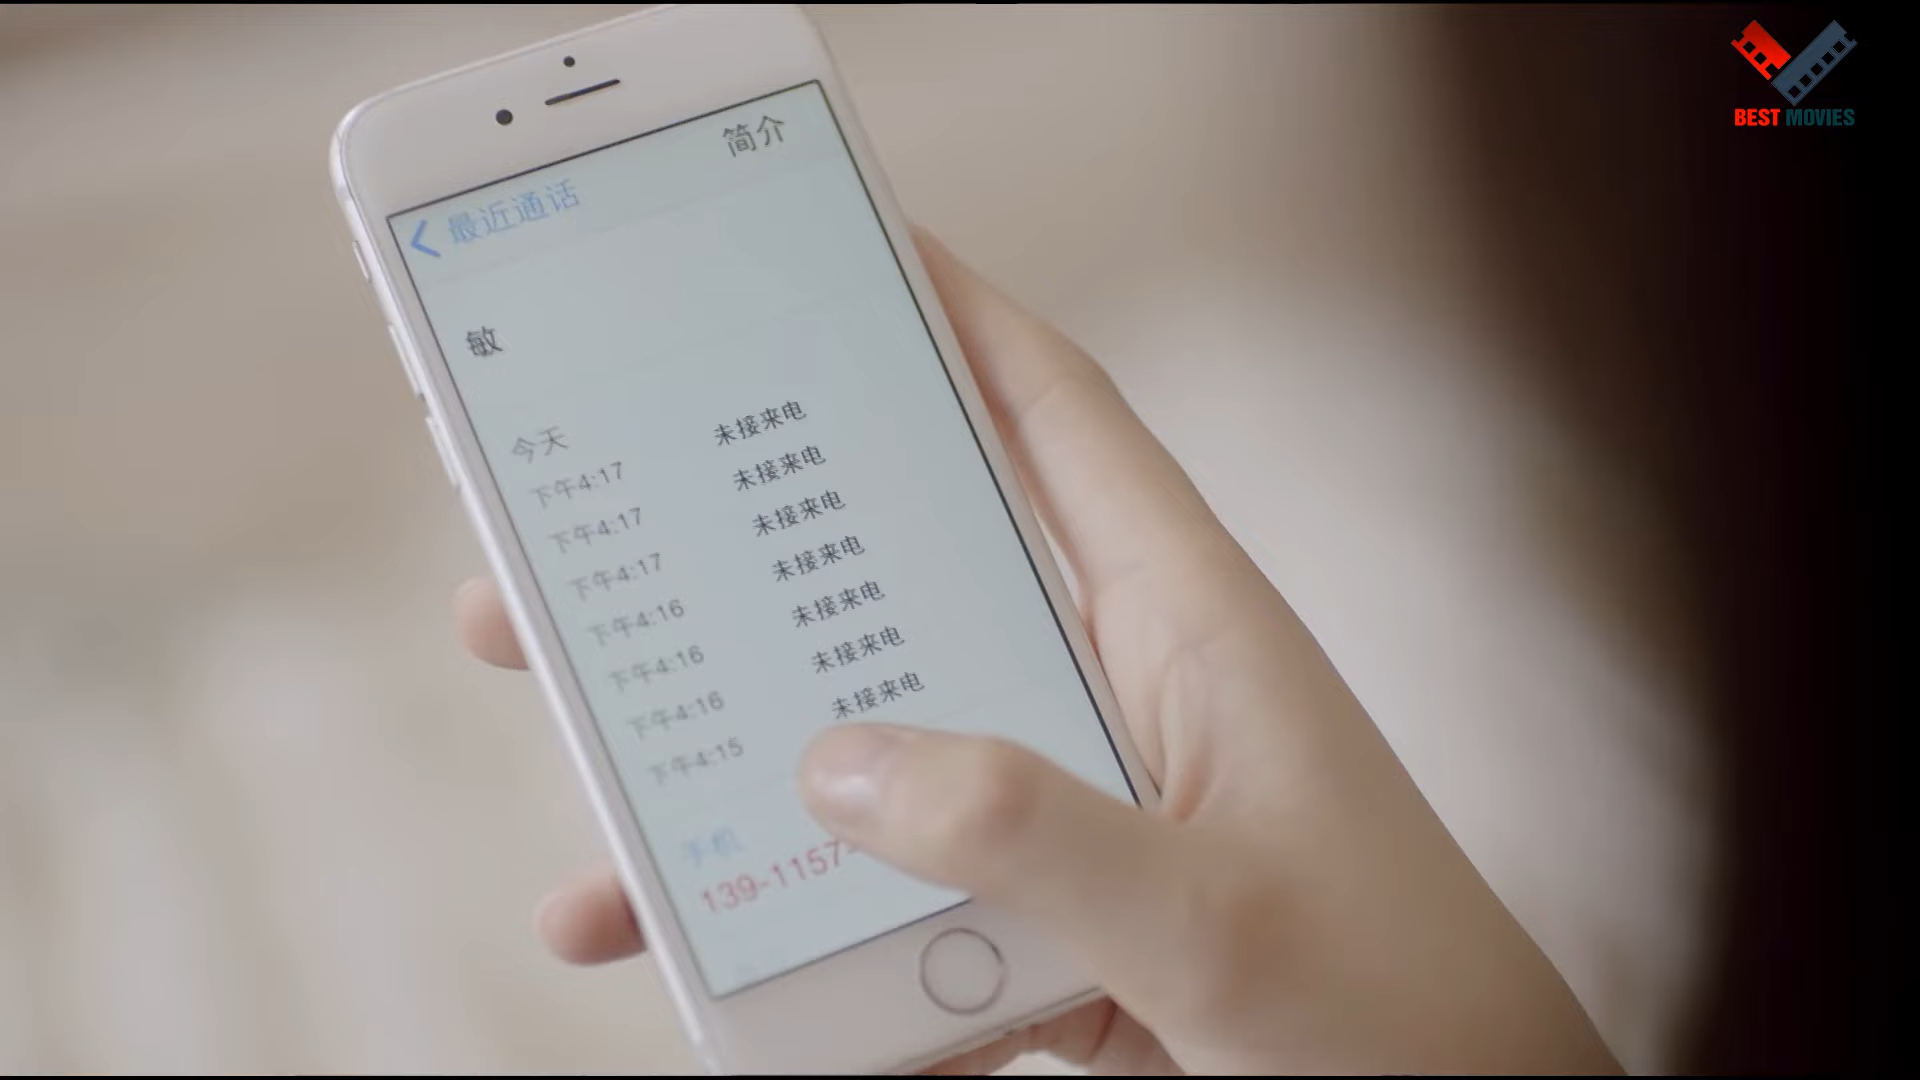 简介
最近通话
敏
今天
下午4:17 未接来电
下午4:17 未接来电
下午4:17 未接来电
下午4:16 未接来电
下午4:16 未接来电
下午4:16 未接来电
下午4:15 未接来电
手机
139-1157-
BEST MOVIES